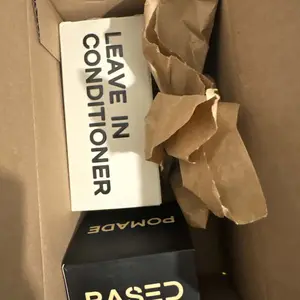 LEAVE IN
CONDITIONER
POMADE
BASED